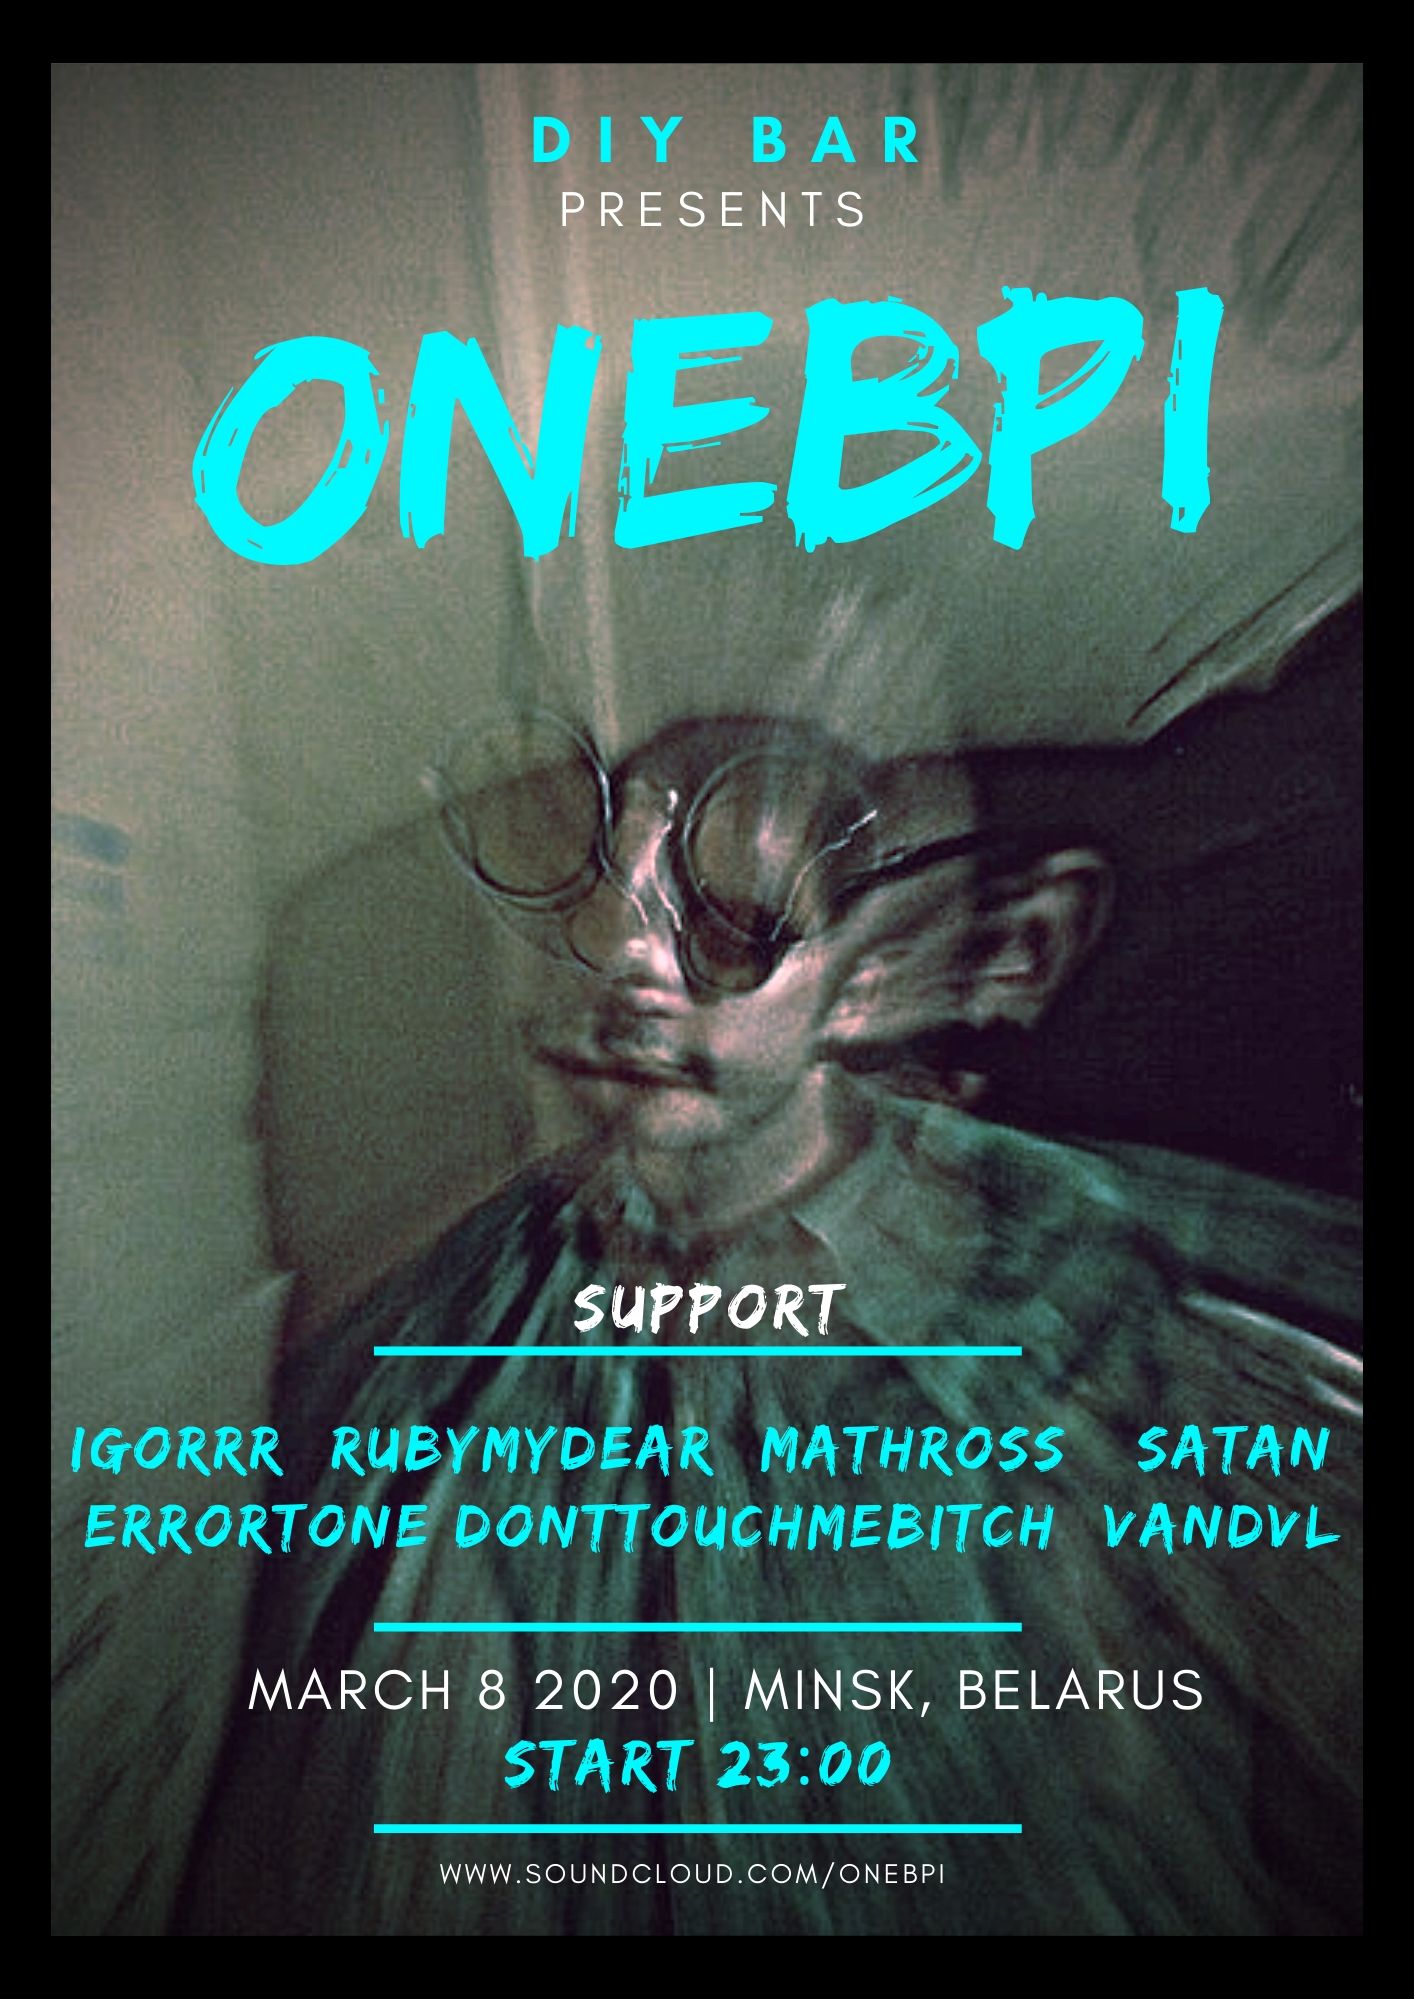 DIY BAR
PRESENTS
ONEBPI
SUPPORT
IGORRR RUBYMYDEAR MATHROSS SATAN
ERRORTONE DONTTOUCHMEBITCH VANDVL
MARCH 8 2020 | MINSK, BELARUS
START 23:00
WWW.SOUNDCLOUD.COM/ONEBPI